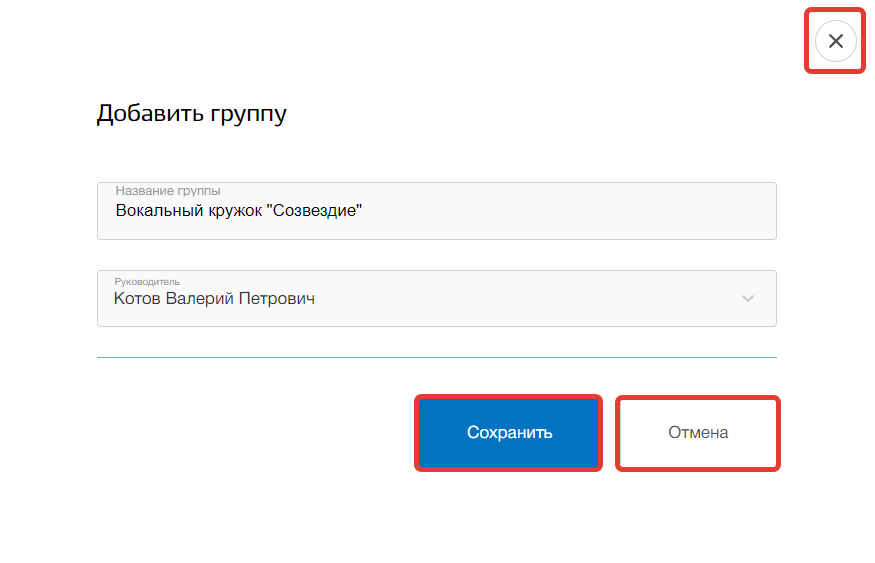 Добавить группу
Название группы
Вокальный кружок "Созвездие"
Руководитель
Котов Валерий Петрович
Сохранить
Отмена